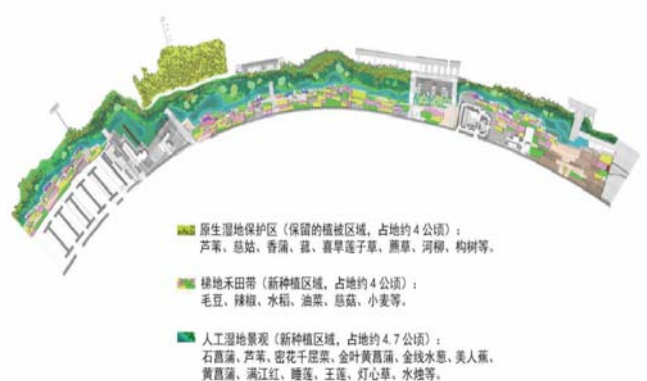 原生湿地保护区（保留的植被区域，占地约4公顷）：
芦苇、慈姑、香蒲、菰、喜旱莲子草、藨草、河柳、构树等。
梯地禾田带（新种植区域，占地约4公顷）：
毛豆、辣椒、水稻、油菜、慈菇、小麦等。
人工湿地景观（新种植区域，占地约4.7公顷）：
石菖蒲、芦苇、密花千屈菜、金叶黄菖蒲、金线水葱、美人蕉、
黄菖蒲、满江红、睡莲、王莲、灯心草、水烛等。